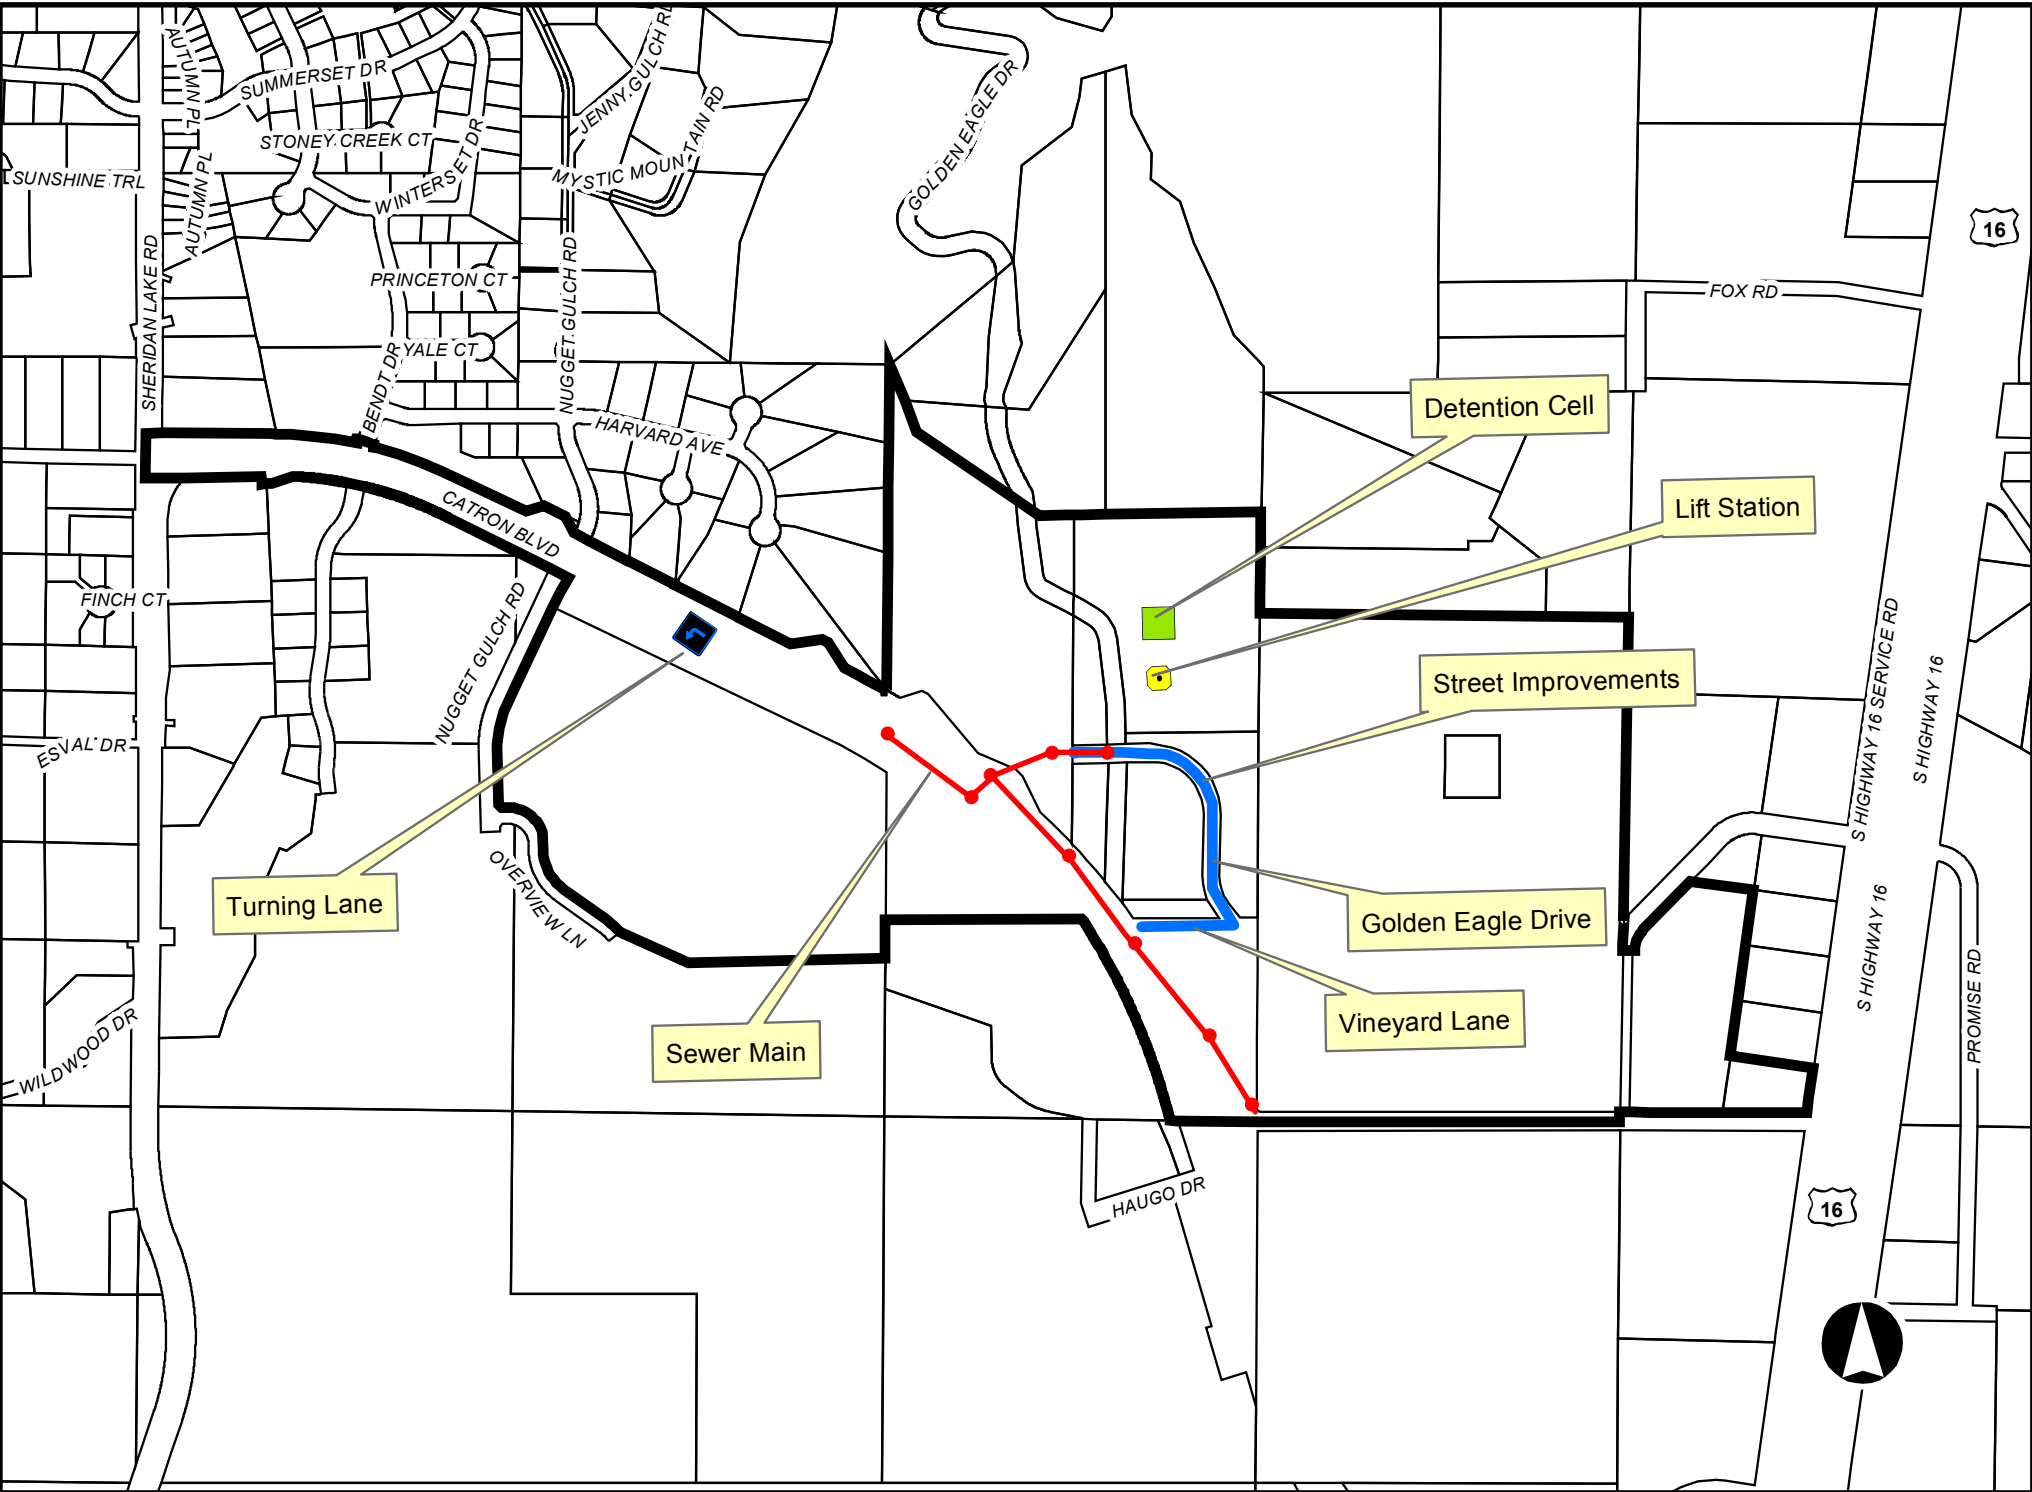 AUTUMN PL
SUMMERSET DR
JENNY GULCH RD
GOLDEN EAGLE DR
STONEY CREEK CT
MYSTIC MOUNTAIN RD
SUNSHINE TRL
WINTERSET DR
AUTUMN PL
16
PRINCETON CT
FOX RD
SHERIDAN LAKE RD
NUGGET GULCH RD
YALE CT
BENDT DR
HARVARD AVE
Detention Cell
CATRON BLVD
Lift Station
FINCH CT
NUGGET GULCH RD
Street Improvements
S HIGHWAY 16 SERVICE RD
S HIGHWAY 16
ESVAL DR
Turning Lane
OVERVIEW LN
Golden Eagle Drive
S HIGHWAY 16
PROMISE RD
Vineyard Lane
Sewer Main
WILDWOOD DR
HAUGO DR
16